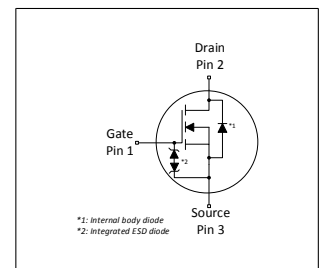 Drain
Pin 2
*1
Gate
Pin 1
*2
Source
Pin 3
*1: Internal body diode
*2: Integrated ESD diode